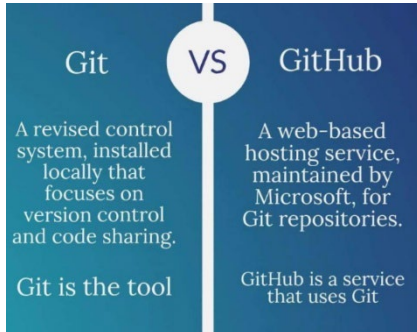 Git
VS
GitHub
A revised control
system, installed
locally that
focuses on
version control
and code sharing.
A web-based
hosting service,
maintained by
Microsoft, for
Git repositories.
Git is the tool
GitHub is a service
that uses Git